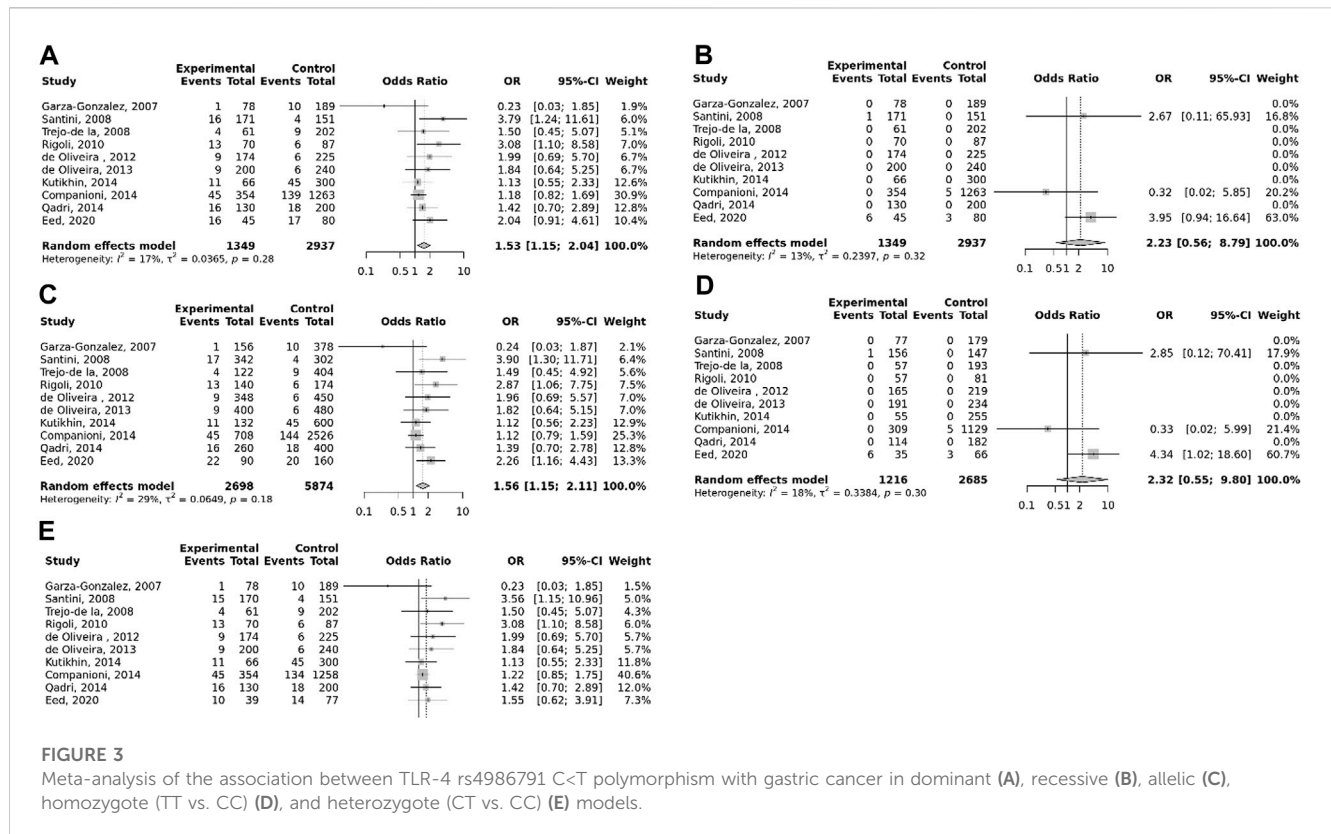 A
Experimental Control
Study Events Total Events Total Odds Ratio OR 95%-CI Weight
Garza-Gonzalez, 2007 1 78 10 189 0.23 [0.03; 1.85] 1.9%
Santini, 2008 16 171 4 151 3.79 [1.24; 11.61] 6.0%
Trejo-de la, 2008 4 61 9 202 1.50 [0.45; 5.07] 5.1%
Rigoli, 2010 13 70 6 87 3.08 [1.10; 8.58] 7.0%
de Oliveira , 2012 9 174 6 225 1.99 [0.69; 5.70] 6.7%
de Oliveira, 2013 9 200 6 240 1.84 [0.64; 5.25] 6.8%
Kutikhin, 2014 11 66 45 300 1.13 [0.55; 2.33] 12.6%
Companioni, 2014 45 354 139 1263 1.18 [0.82; 1.69] 30.9%
Qadri, 2014 16 130 18 200 1.42 [0.70; 2.89] 12.8%
Eed, 2020 16 45 17 80 2.04 [0.91; 4.61] 10.3%
Random effects model 1349 2937 1.53 [1.15; 2.04] 100.0%
Heterogeneity: I² = 17%, τ² = 0.0365, p = 0.28
0.1 0.5 1 2 10
B
Experimental Control
Study Events Total Events Total Odds Ratio OR 95%-CI Weight
Garza-Gonzalez, 2007 0 78 0 189 0.0%
Santini, 2008 1 171 0 151 2.67 [0.11; 65.93] 16.8%
Trejo-de la, 2008 0 61 0 202 0.0%
Rigoli, 2010 0 70 0 87 0.0%
de Oliveira , 2012 0 174 0 225 0.0%
de Oliveira, 2013 0 200 0 240 0.0%
Kutikhin, 2014 0 66 0 300 0.0%
Companioni, 2014 0 354 5 1263 0.32 [0.02; 5.85] 20.2%
Qadri, 2014 0 130 0 200 0.0%
Eed, 2020 6 45 3 80 3.95 [0.94; 16.64] 63.0%
Random effects model 1349 2937 2.23 [0.56; 8.79] 100.0%
Heterogeneity: I² = 13%, τ² = 0.2397, p = 0.32
0.1 0.5 1 2 10
C
Experimental Control
Study Events Total Events Total Odds Ratio OR 95%-CI Weight
Garza-Gonzalez, 2007 1 156 10 378 0.24 [0.03; 1.87] 2.1%
Santini, 2008 17 342 4 302 3.90 [1.30; 11.71] 6.4%
Trejo-de la, 2008 4 122 9 404 1.49 [0.45; 4.92] 5.6%
Rigoli, 2010 13 140 6 174 2.87 [1.06; 7.75] 7.5%
de Oliveira , 2012 9 348 6 450 1.96 [0.69; 5.57] 7.0%
de Oliveira, 2013 9 400 6 480 1.82 [0.64; 5.15] 7.0%
Kutikhin, 2014 11 132 45 600 1.12 [0.56; 2.23] 12.9%
Companioni, 2014 45 708 144 2526 1.12 [0.79; 1.59] 25.3%
Qadri, 2014 16 260 18 400 1.39 [0.70; 2.78] 12.8%
Eed, 2020 22 90 20 160 2.26 [1.16; 4.43] 13.3%
Random effects model 2698 5874 1.56 [1.15; 2.11] 100.0%
Heterogeneity: I² = 29%, τ² = 0.0649, p = 0.18
0.1 0.5 1 2 10
D
Experimental Control
Study Events Total Events Total Odds Ratio OR 95%-CI Weight
Garza-Gonzalez, 2007 0 77 0 179 0.0%
Santini, 2008 1 156 0 147 2.85 [0.12; 70.41] 17.9%
Trejo-de la, 2008 0 57 0 193 0.0%
Rigoli, 2010 0 57 0 81 0.0%
de Oliveira , 2012 0 165 0 219 0.0%
de Oliveira, 2013 0 191 0 234 0.0%
Kutikhin, 2014 0 55 0 255 0.0%
Companioni, 2014 0 309 5 1129 0.33 [0.02; 5.99] 21.4%
Qadri, 2014 0 114 0 182 0.0%
Eed, 2020 6 35 3 66 4.34 [1.02; 18.60] 60.7%
Random effects model 1216 2685 2.32 [0.55; 9.80] 100.0%
Heterogeneity: I² = 18%, τ² = 0.3384, p = 0.30
0.1 0.5 1 2 10
E
Experimental Control
Study Events Total Events Total Odds Ratio OR 95%-CI Weight
Garza-Gonzalez, 2007 1 78 10 189 0.23 [0.03; 1.85] 1.5%
Santini, 2008 15 170 4 151 3.56 [1.15; 10.96] 5.0%
Trejo-de la, 2008 4 61 9 202 1.50 [0.45; 5.07] 4.3%
Rigoli, 2010 13 70 6 87 3.08 [1.10; 8.58] 6.0%
de Oliveira , 2012 9 174 6 225 1.99 [0.69; 5.70] 5.7%
de Oliveira, 2013 9 200 6 240 1.84 [0.64; 5.25] 5.7%
Kutikhin, 2014 11 66 45 300 1.13 [0.55; 2.33] 11.8%
Companioni, 2014 45 354 134 1258 1.22 [0.85; 1.75] 40.6%
Qadri, 2014 16 130 18 200 1.42 [0.70; 2.89] 12.0%
Eed, 2020 10 39 14 77 1.55 [0.62; 3.91] 7.3%
FIGURE 3
Meta-analysis of the association between TLR-4 rs4986791 C<T polymorphism with gastric cancer in dominant (A), recessive (B), allelic (C),
homozygote (TT vs. CC) (D), and heterozygote (CT vs. CC) (E) models.